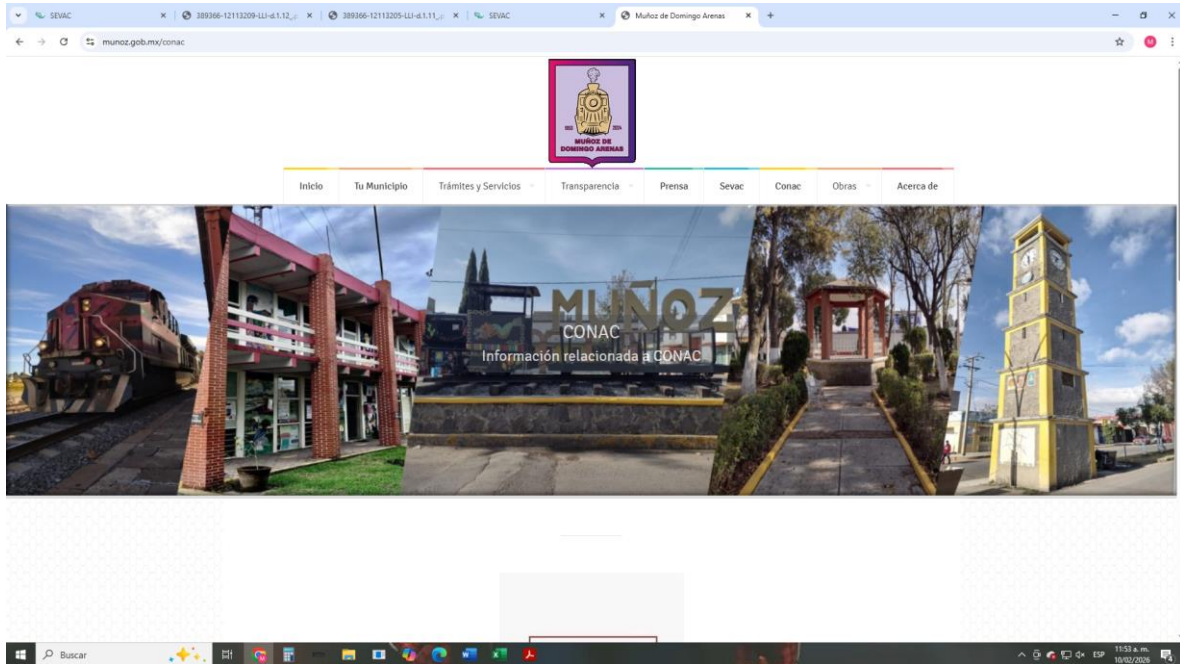 SEVAC
389366-12113209-LLI-d.1.12_.
389366-12113205-LLI-d.1.11_.
SEVAC
Muñoz de Domingo Arenas
munoz.gob.mx/conac
M
MUÑOZ DE
DOMINGO ARENAS
Inicio
Tu Municipio
Trámites y Servicios
Transparencia
Prensa
Sevac
Conac
Obras
Acerca de
MUÑOZ
CONAC
Información relacionada a CONAC
Buscar
ESP
11:53 a. m.
10/02/2026